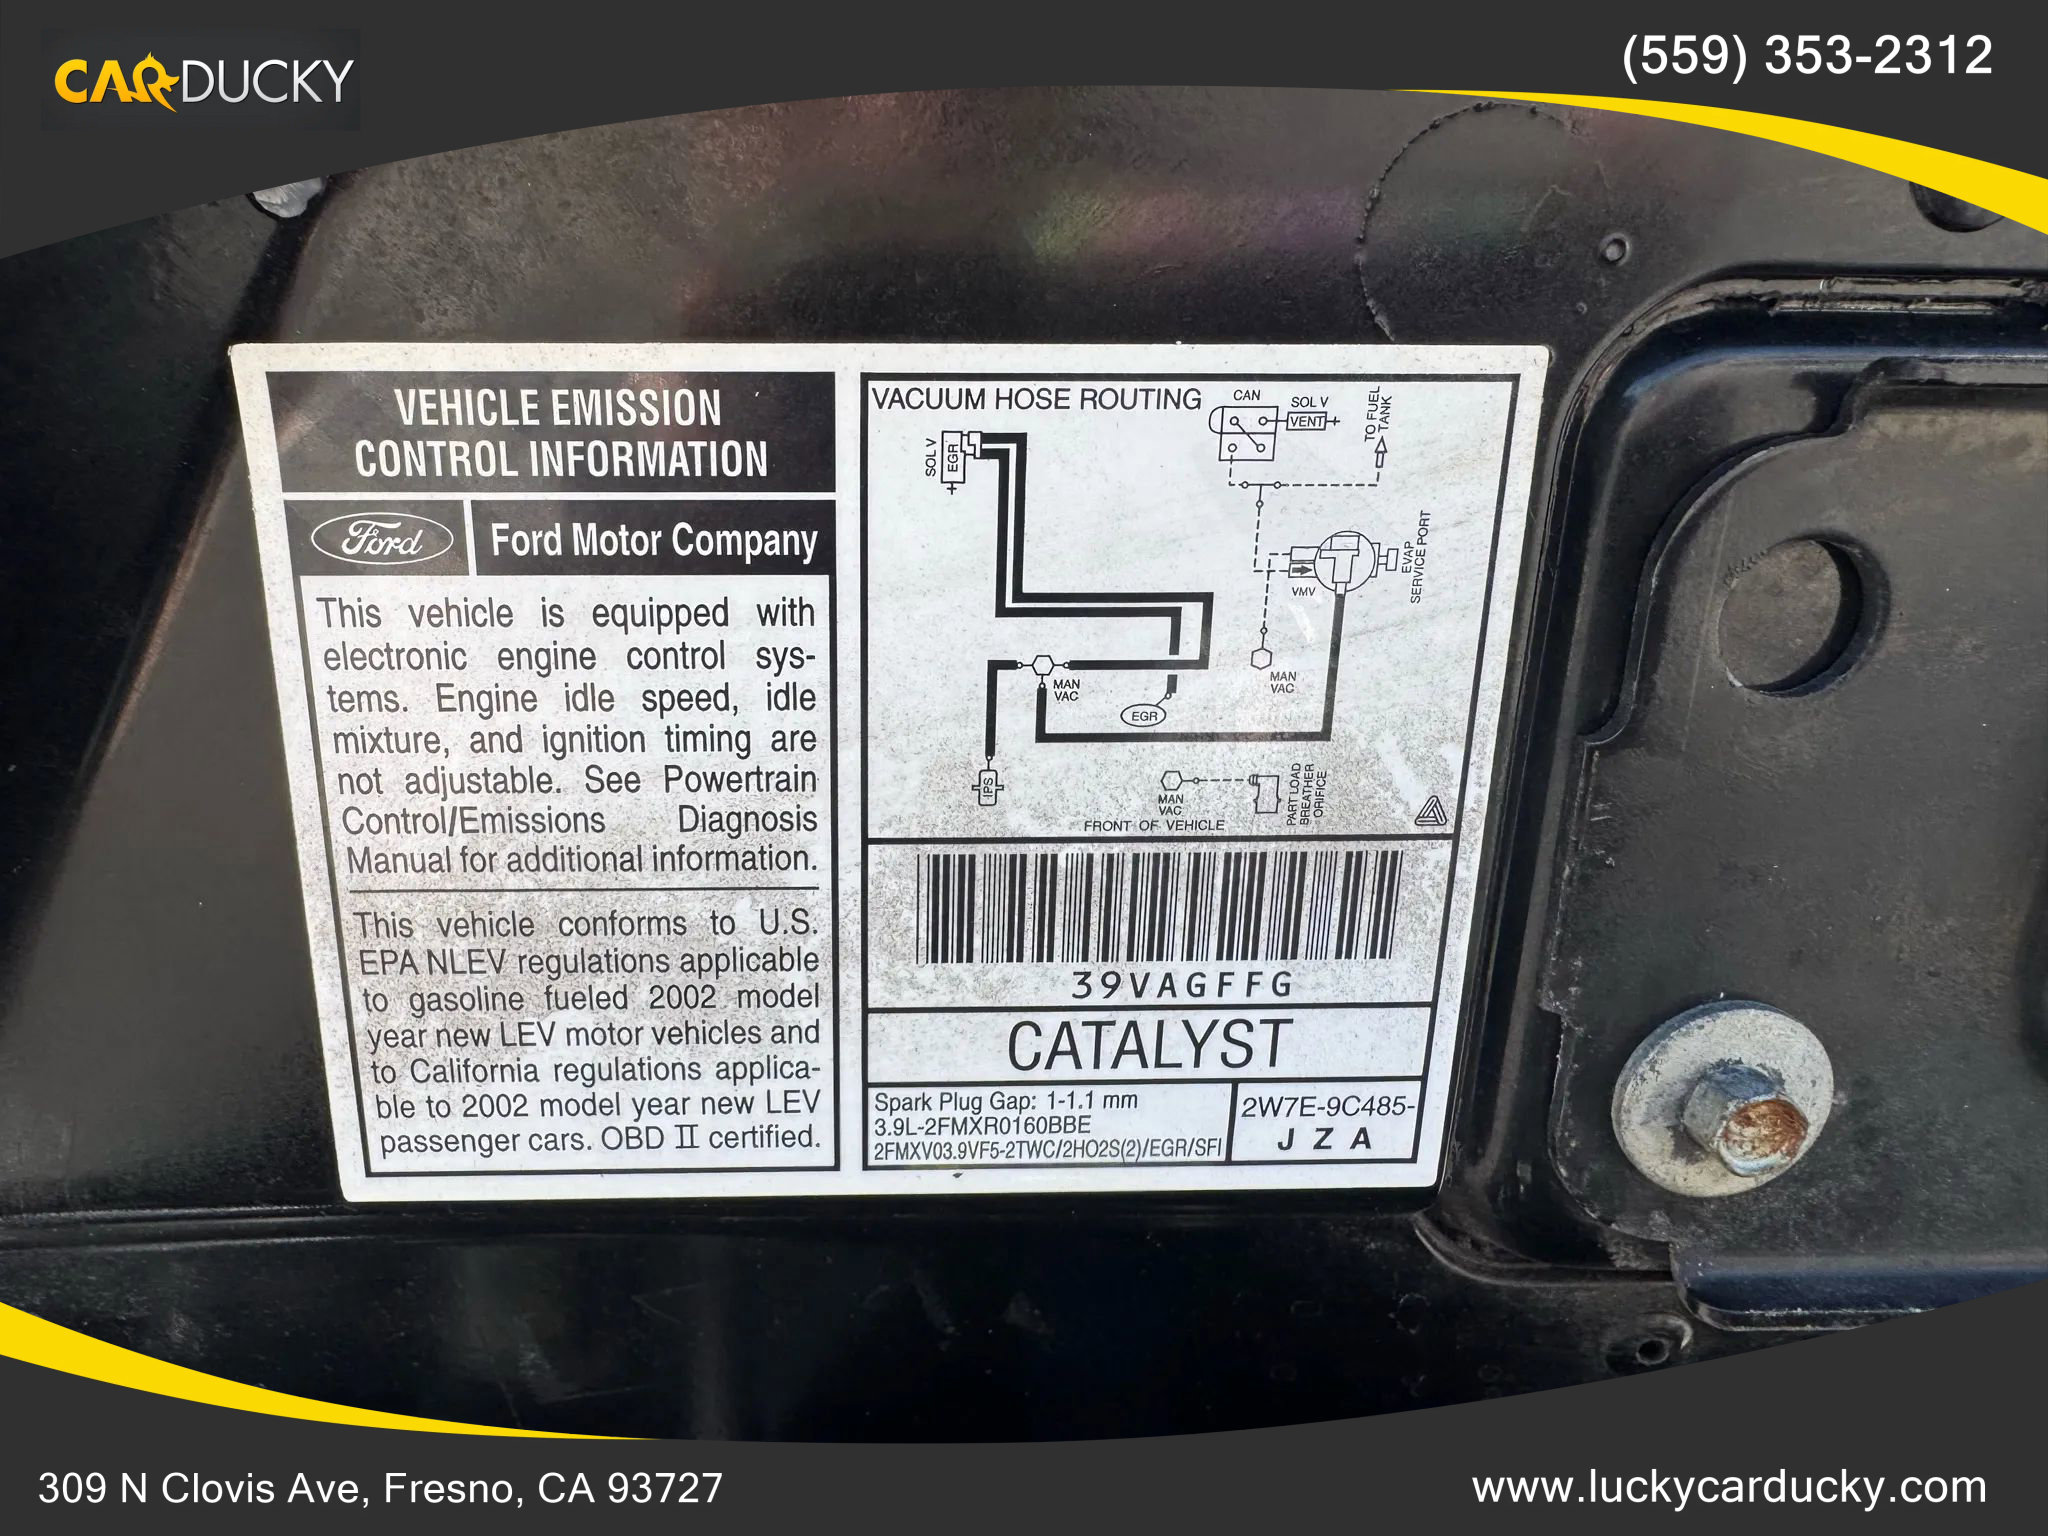 CARDUCKY
(559) 353-2312
VEHICLE EMISSION
CONTROL INFORMATION
Ford
Ford Motor Company
This vehicle is equipped with
electronic engine control sys-
tems. Engine idle speed, idle
mixture, and ignition timing are
not adjustable. See Powertrain
Control/Emissions Diagnosis
Manual for additional information.
This vehicle conforms to U.S.
EPA NLEV regulations applicable
to gasoline fueled 2002 model
year new LEV motor vehicles and
to California regulations applica-
ble to 2002 model year new LEV
passenger cars. OBD II certified.
VACUUM HOSE ROUTING
CAN
SOL V
VENT
TO FUEL
TANK
SOL V
EGR
EVAP
SERVICE PORT
VMV
MAN
VAC
MAN
VAC
EGR
IPS
MAN
VAC
PART LOAD
BREATHER
ORIFICE
FRONT OF VEHICLE
39VAGFFG
CATALYST
Spark Plug Gap: 1-1.1 mm
3.9L-2FMXR0160BBE
2FMXV03.9VF5-2TWC/2HO2S(2)/EGR/SFI
2W7E-9C485-
J Z A
309 N Clovis Ave, Fresno, CA 93727
www.luckycarducky.com